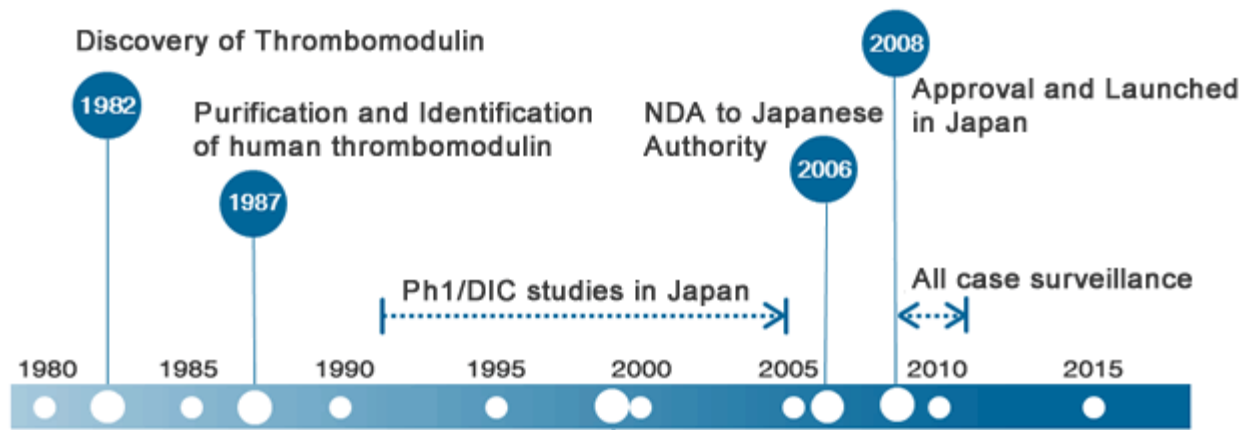 Discovery of Thrombomodulin
1982
Purification and Identification
of human thrombomodulin
1987
NDA to Japanese
Authority
2006
2008
Approval and Launched
in Japan
Ph1/DIC studies in Japan
All case surveillance
1980 1985 1990 1995 2000 2005 2010 2015